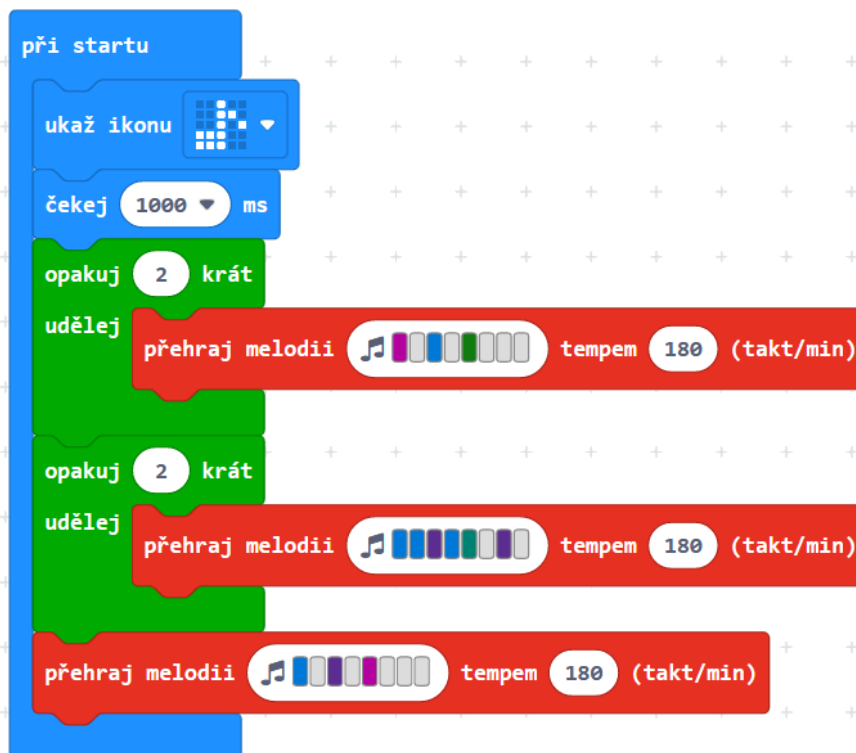 při startu
ukaž ikonu
čekej 1000 ms
opakuj 2 krát
udělej
přehraj melodii tempem 180 (takt/min)
opakuj 2 krát
udělej
přehraj melodii tempem 180 (takt/min)
přehraj melodii tempem 180 (takt/min)